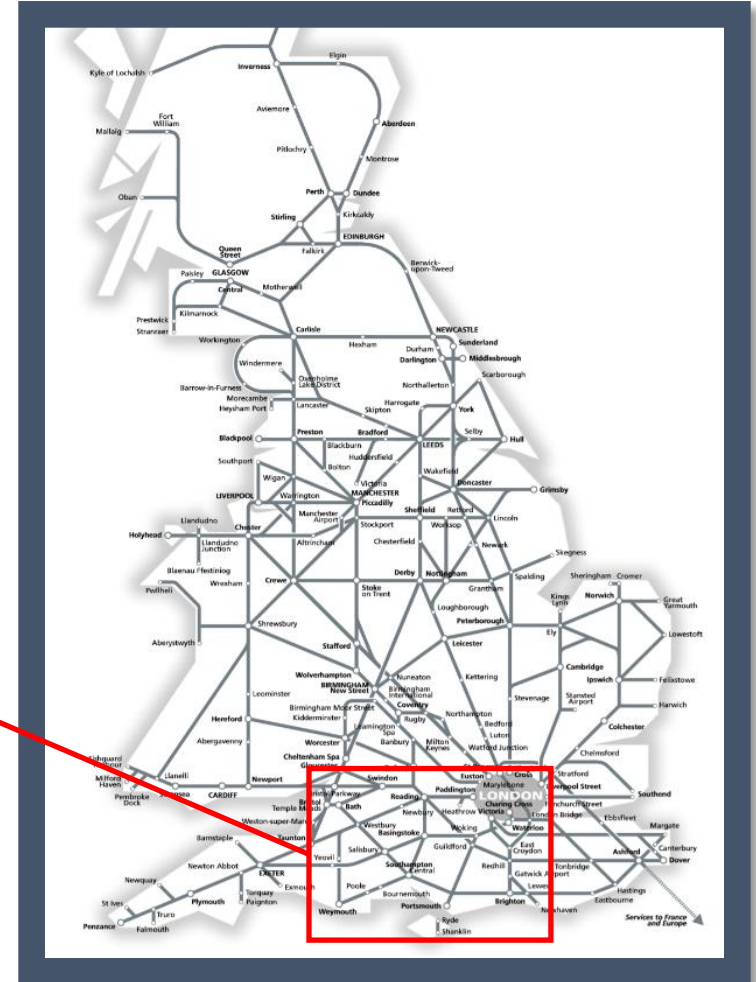 Elgin
Inverness
Kyle of Lochalsh
Aviemore
Fort
William
Aberdeen
Mallaig
Pitlochry
Montrose
Perth
Dundee
Oban
Stirling
Kirkcaldy
EDINBURGH
Queen
Street
Falkirk
Berwick-
upon-Tweed
Paisley
GLASGOW
Central
Motherwell
Prestwick
Kilmarnock
Stranraer
Carlisle
NEWCASTLE
Workington
Hexham
Sunderland
Durham
Darlington
Middlesbrough
Windermere
Scarborough
Oxenholme
Lake District
Barrow-in-Furness
Northallerton
Morecambe
Lancaster
Harrogate
York
Heysham Port
Skipton
Blackpool
Preston
Bradford
Selby
Hull
Blackburn
LEEDS
Huddersfield
Southport
Bolton
Wakefield
Wigan
Victoria
MANCHESTER
Doncaster
Grimsby
LIVERPOOL
Warrington
Piccadilly
Manchester
Airport
Sheffield
Retford
Lincoln
Llandudno
Stockport
Worksop
Holyhead
Chester
Llandudno
Junction
Altrincham
Chesterfield
Newark
Skegness
Blaenau Ffestiniog
Crewe
Derby
Nottingham
Spalding
Sheringham
Cromer
Pwllheli
Wrexham
Stoke
on Trent
Grantham
Kings
Lynn
Norwich
Great
Yarmouth
Loughborough
Shrewsbury
Peterborough
Ely
Lowestoft
Aberystwyth
Stafford
Leicester
Cambridge
Wolverhampton
Nuneaton
Kettering
Ipswich
Felixstowe
BIRMINGHAM
New Street
Birmingham
International
Leominster
Stevenage
Stansted
Airport
Harwich
Birmingham Moor Street
Coventry
Northampton
Hereford
Kidderminster
Rugby
Bedford
Colchester
Leamington
Spa
Luton
Abergavenny
Worcester
Banbury
Milton
Keynes
Watford Junction
Chelmsford
Cheltenham Spa
Gloucester
Euston
Cross
Stratford
Milford
Haven
Llanelli
Newport
Swindon
Marylebone
Liverpool Street
Pembroke
Dock
Swansea
CARDIFF
Bristol Parkway
Reading
Paddington
LONDON
Southend
Bristol
Temple Meads
Bath
Charing Cross
Fenchurch Street
Newbury
Heathrow
Victoria
London Bridge
Ebbsfleet
Weston-super-Mare
Westbury
Waterloo
Margate
Barnstaple
Taunton
Basingstoke
Woking
East
Croydon
Canterbury
Salisbury
Guildford
Newton Abbot
Yeovil
Redhill
Tonbridge
Ashford
Dover
EXETER
Southampton
Central
Gatwick Airport
Newquay
Exmouth
Poole
Lewes
Hastings
Torquay
Bournemouth
Eastbourne
St Ives
Plymouth
Paignton
Weymouth
Portsmouth
Brighton
Newhaven
Truro
Ryde
Services to France
and Europe
Penzance
Falmouth
Shanklin